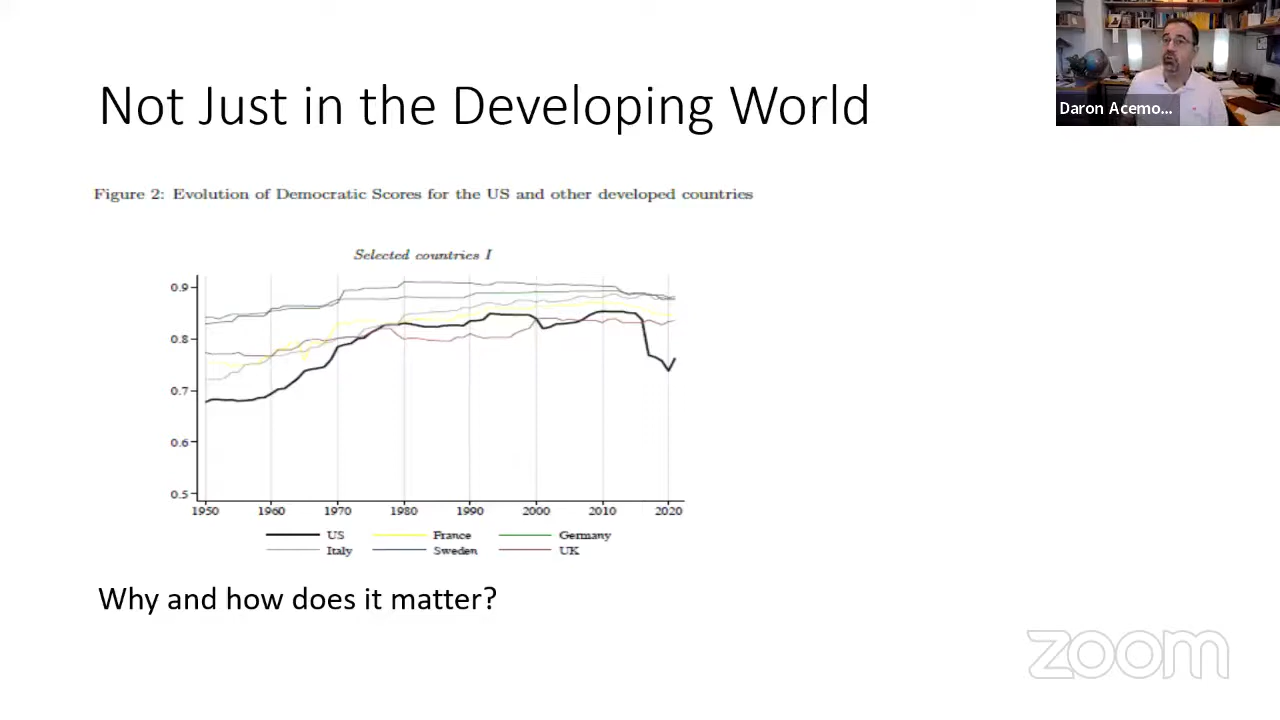 Not Just in the Developing World
Daron Acemo...
Figure 2: Evolution of Democratic Scores for the US and other developed countries
Selected countries I
0.9
0.8
0.7
0.6
0.5
1950 1960 1970 1980 1990 2000 2010 2020
US France Germany
Italy Sweden UK
Why and how does it matter?
zoom